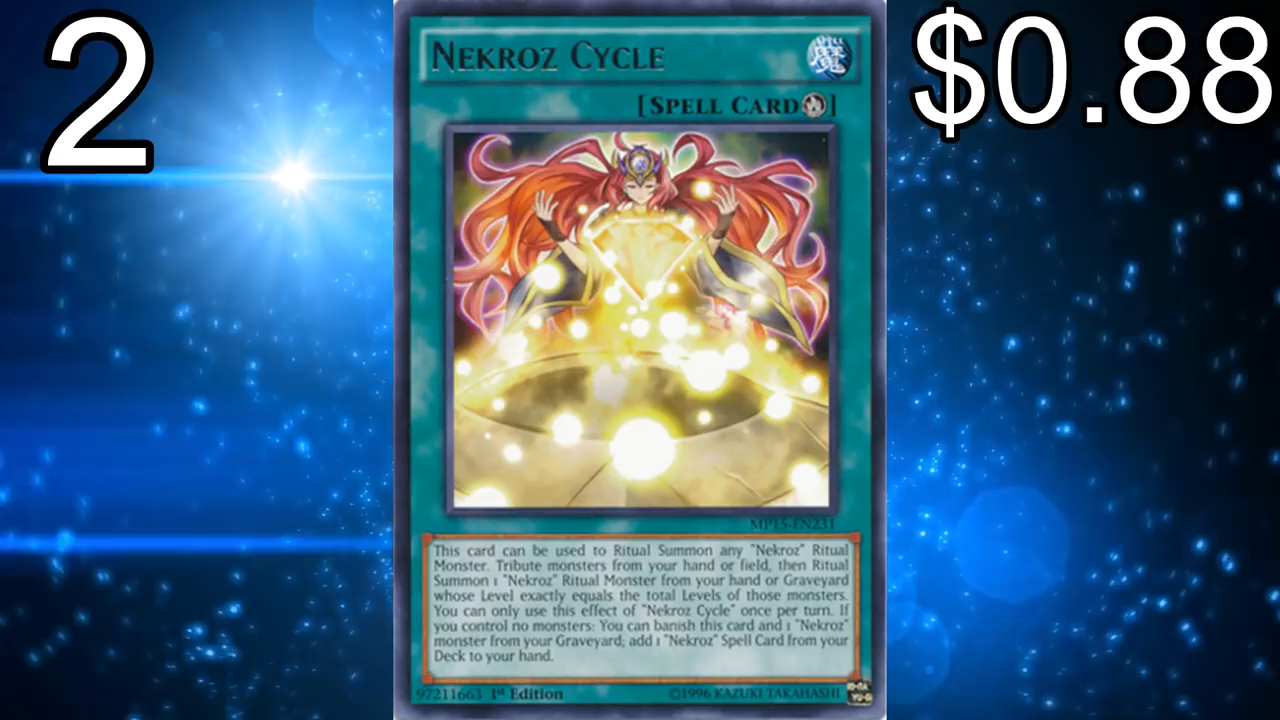 2
$0.88
NEKROZ CYCLE
[SPELL CARD]
MP15-EN231
This card can be used to Ritual Summon any "Nekroz" Ritual
Monster. Tribute monsters from your hand or field, then Ritual
Summon 1 "Nekroz" Ritual Monster from your hand or Graveyard
whose Level exactly equals the total Levels of those monsters.
You can only use this effect of "Nekroz Cycle" once per turn. If
you control no monsters: You can banish this card and 1 "Nekroz"
monster from your Graveyard; add 1 "Nekroz" Spell Card from your
Deck to your hand.
97211663 1st Edition ©1996 KAZUKI TAKAHASHI